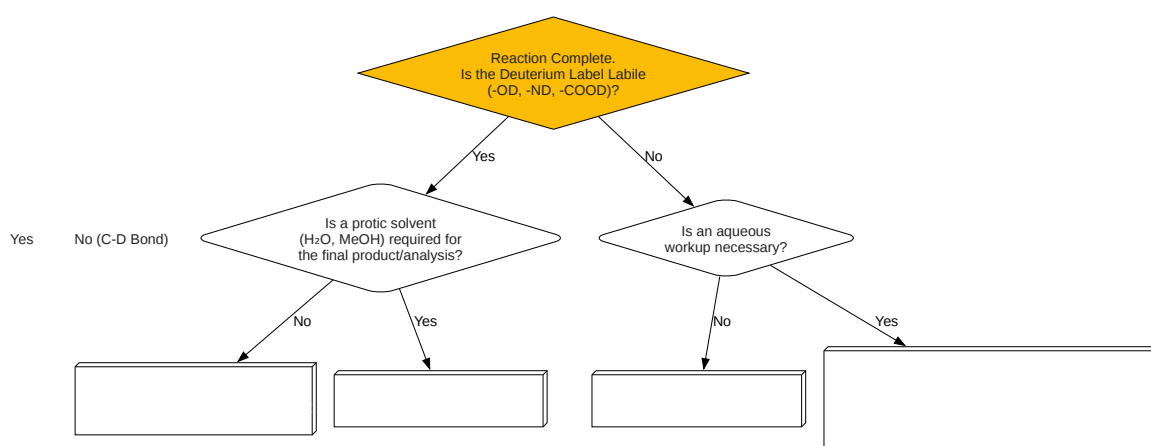 Reaction Complete.
Is the Deuterium Label Labile
(-OD, -ND, -COOD)?
Yes
No
Yes
No (C-D Bond)
Is a protic solvent
(H₂O, MeOH) required for
the final product/analysis?
Is an aqueous
workup necessary?
No
Yes
No
Yes